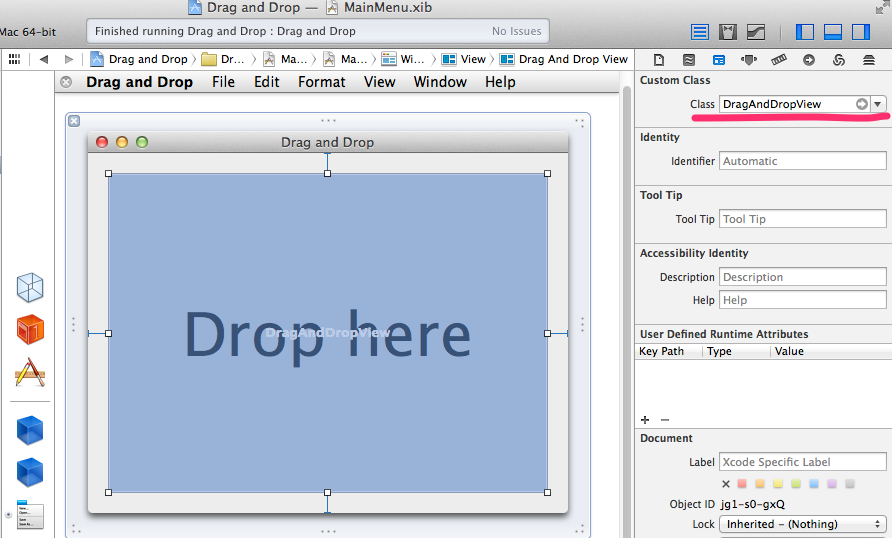 Drag and Drop — MainMenu.xib
Mac 64-bit
Finished running Drag and Drop : Drag and Drop
No Issues
Drag and Drop
Dr...
Ma...
Ma...
Wi...
View
Drag And Drop View
Drag and Drop File Edit Format View Window Help
Drag and Drop
Drop here
DragAndDropView
Custom Class
Class DragAndDropView
Identity
Identifier Automatic
Tool Tip
Tool Tip Tool Tip
Accessibility Identity
Description Description
Help Help
User Defined Runtime Attributes
Key Path Type Value
Document
Label Xcode Specific Label
Object ID jg1-s0-gxQ
Lock Inherited - (Nothing)